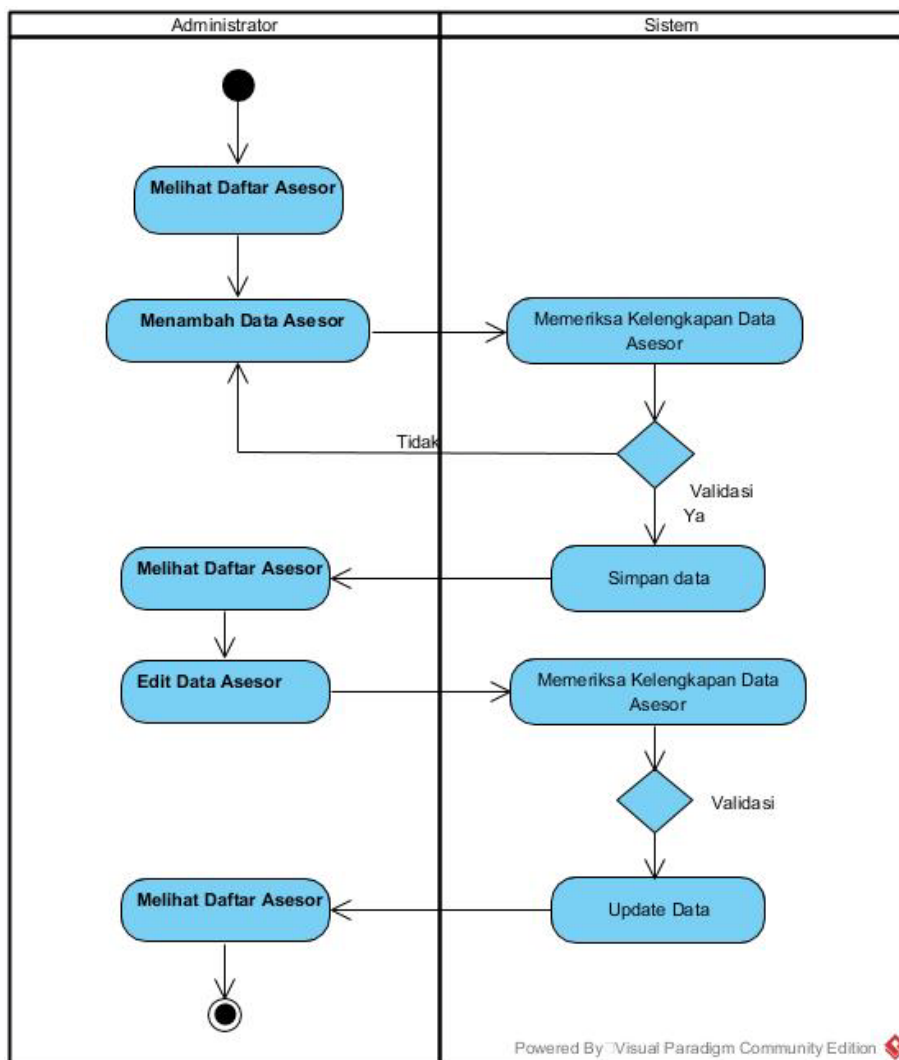 Administrator
Sistem
Melihat Daftar Asesor
Menambah Data Asesor
Memeriksa Kelengkapan Data
Asesor
Tidak
Validasi
Ya
Melihat Daftar Asesor
Simpan data
Edit Data Asesor
Memeriksa Kelengkapan Data
Asesor
Validasi
Melihat Daftar Asesor
Update Data
Powered By Visual Paradigm Community Edition